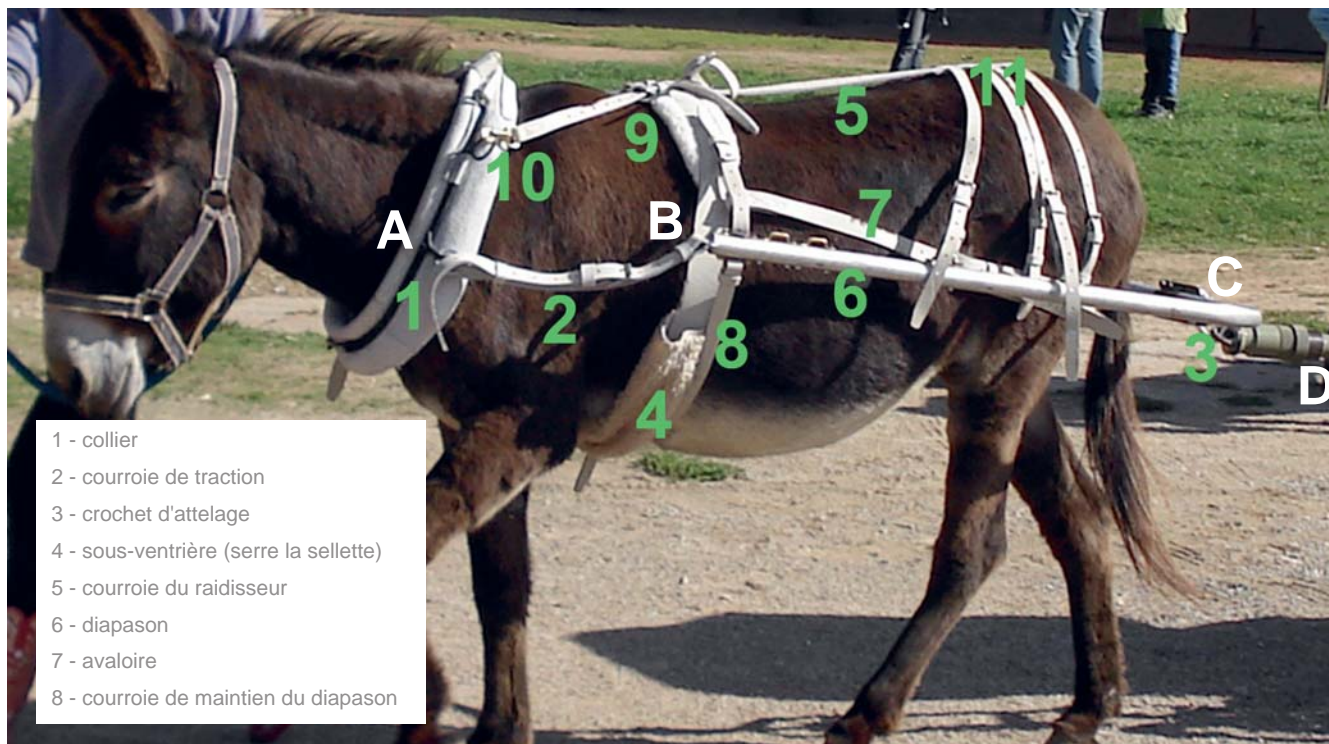 11
5
9
10
7
A
B
C
1
2
6
3
8
D
4
1 - collier
2 - courroie de traction
3 - crochet d'attelage
4 - sous-ventrière (serre la sellette)
5 - courroie du raidisseur
6 - diapason
7 - avaloire
8 - courroie de maintien du diapason